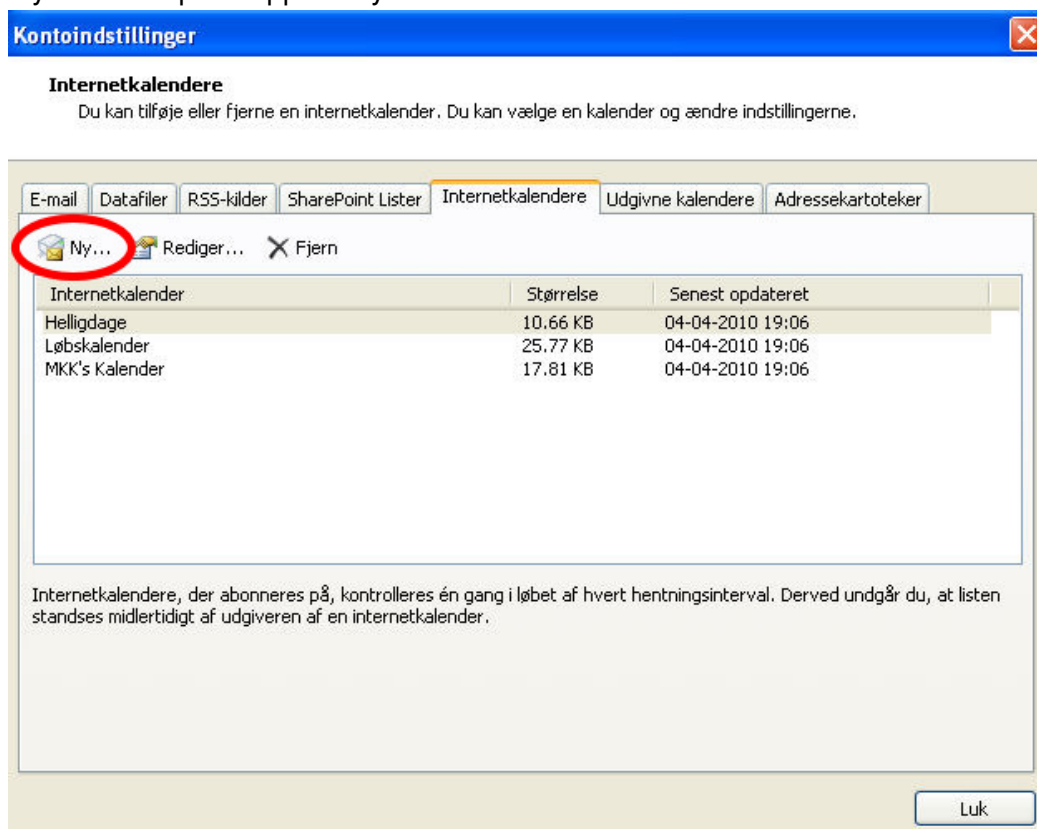 Kontoindstillinger
Internetkalendere
Du kan tilføje eller fjerne en internetkalender. Du kan vælge en kalender og ændre indstillingerne.
E-mail Datafiler RSS-kilder SharePoint Lister Internetkalendere Udgivne kalendere Adressekartoteker
Ny... Rediger... Fjern
Internetkalender Størrelse Senest opdateret
Helligdage 10.66 KB 04-04-2010 19:06
Løbskalender 25.77 KB 04-04-2010 19:06
MKK's Kalender 17.81 KB 04-04-2010 19:06
Internetkalendere, der abonneres på, kontrolleres én gang i løbet af hvert hentningsinterval. Derved undgår du, at listen
standses midlertidigt af udgiveren af en internetkalender.
Luk